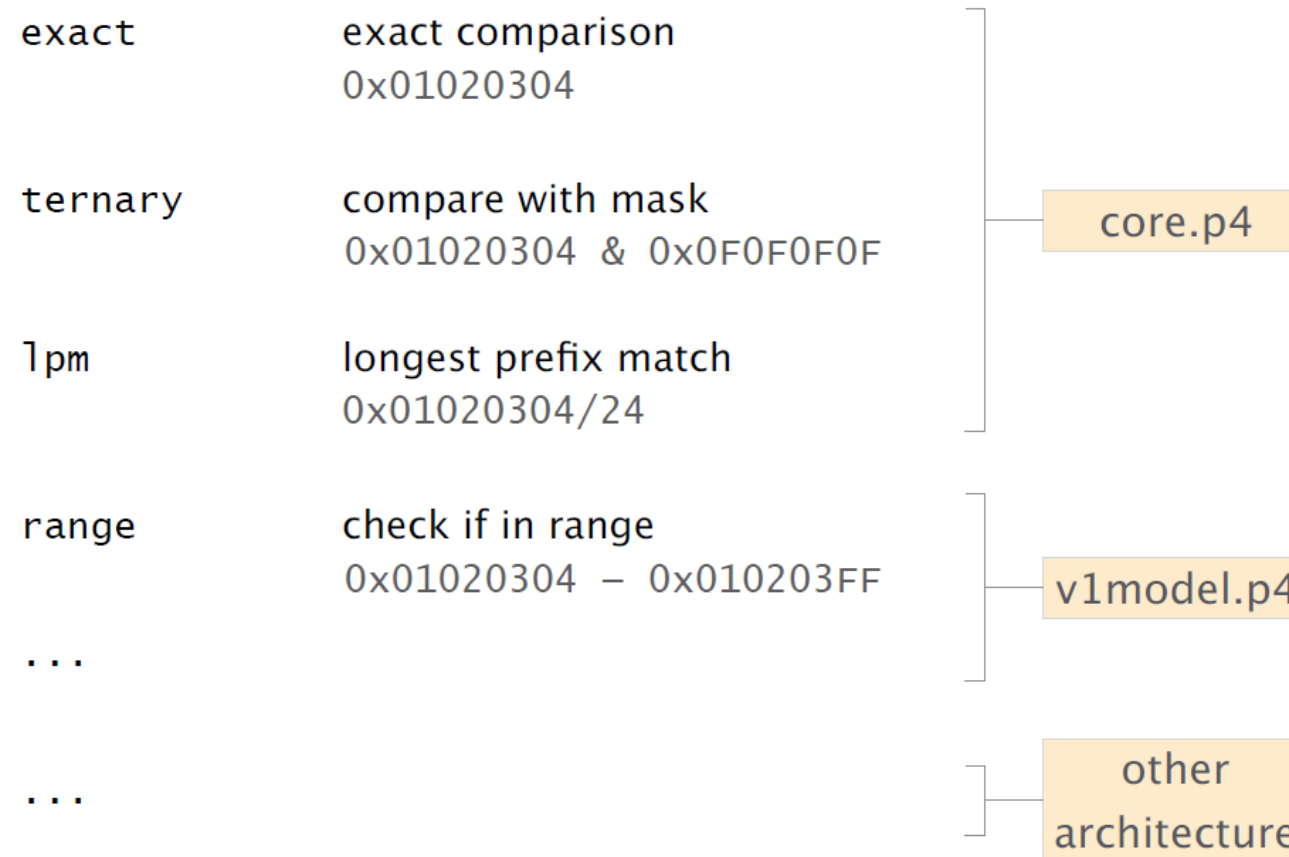 exact exact comparison
0x01020304
ternary compare with mask
0x01020304 & 0x0F0F0F0F
core.p4
lpm longest prefix match
0x01020304/24
range check if in range
0x01020304 – 0x010203FF
v1model.p4
...
...
other
architecture